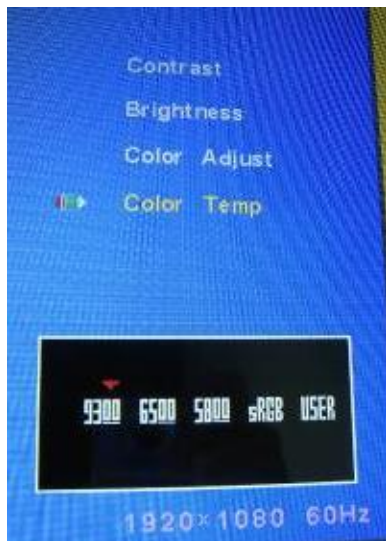 Contrast
Brightness
Color Adjust
Color Temp
9300 6500 5800 sRGB USER
1920×1080 60Hz